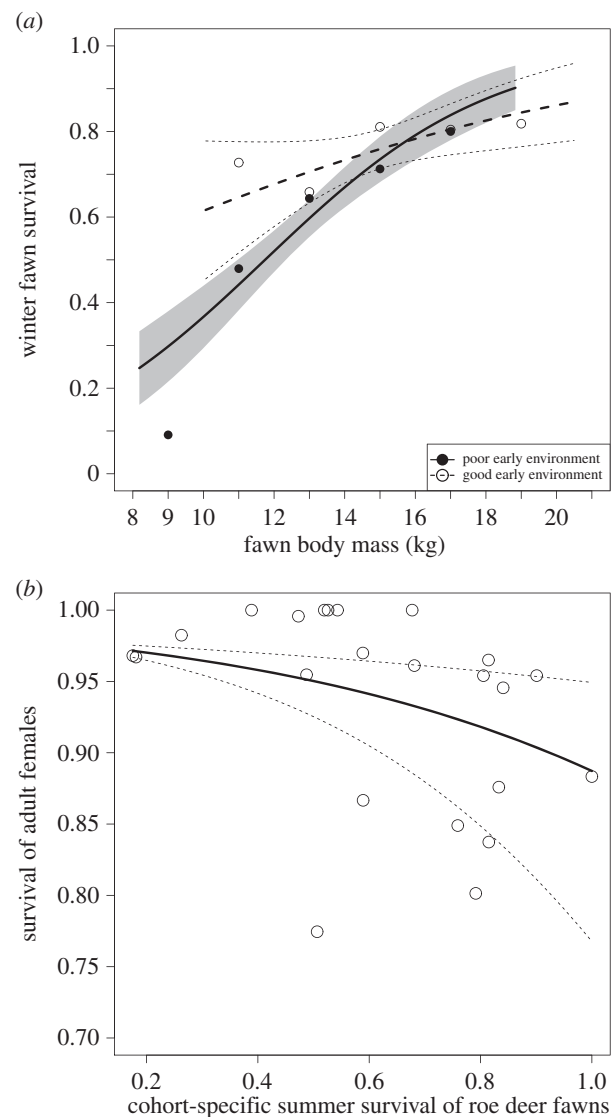 (a)
1.0
0.8
0.6
0.4
0.2
0
winter fawn survival
poor early environment
good early environment
8 9 10 12 14 16 18 20
fawn body mass (kg)
(b)
1.00
0.95
0.90
0.85
0.80
0.75
0.70
survival of adult females
0.2 0.4 0.6 0.8 1.0
cohort-specific summer survival of roe deer fawns